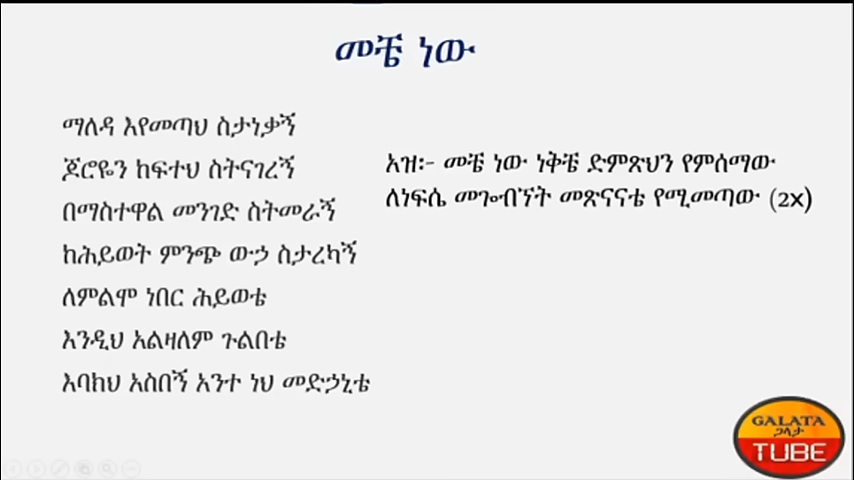 መቼ ነው
ማለዳ እየመጣህ ስታነቃኝ
ጆሮዬን ከፍተህ ስትናገረኝ
በማስተዋል መንገድ ስትመራኝ
ከሕይወት ምንጭ ውኃ ስታረካኝ
ለምልሞ ነበር ሕይወቴ
እንዲህ አልዛለም ጉልበቴ
እባክህ አስበኝ አንተ ነህ መድኃኒቴ
አዝ፡- መቼ ነው ነቅቼ ድምጽህን የምሰማው
ለነፍሴ መጐብኘት መጽናናቴ የሚመጣው (2x)
GALATA
ጋላታ
TUBE